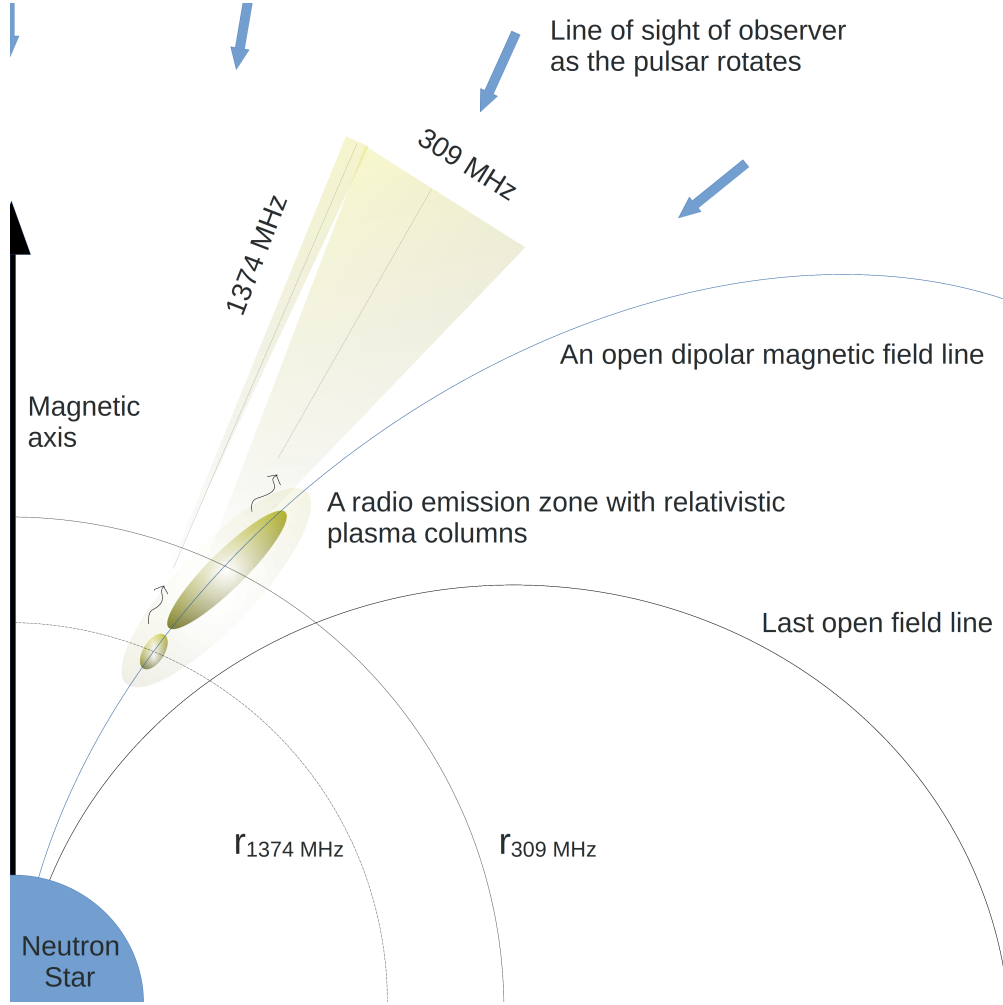 Line of sight of observer
as the pulsar rotates
309 MHz
1374 MHz
An open dipolar magnetic field line
Magnetic
axis
A radio emission zone with relativistic
plasma columns
Last open field line
r1374 MHz
r309 MHz
Neutron
Star